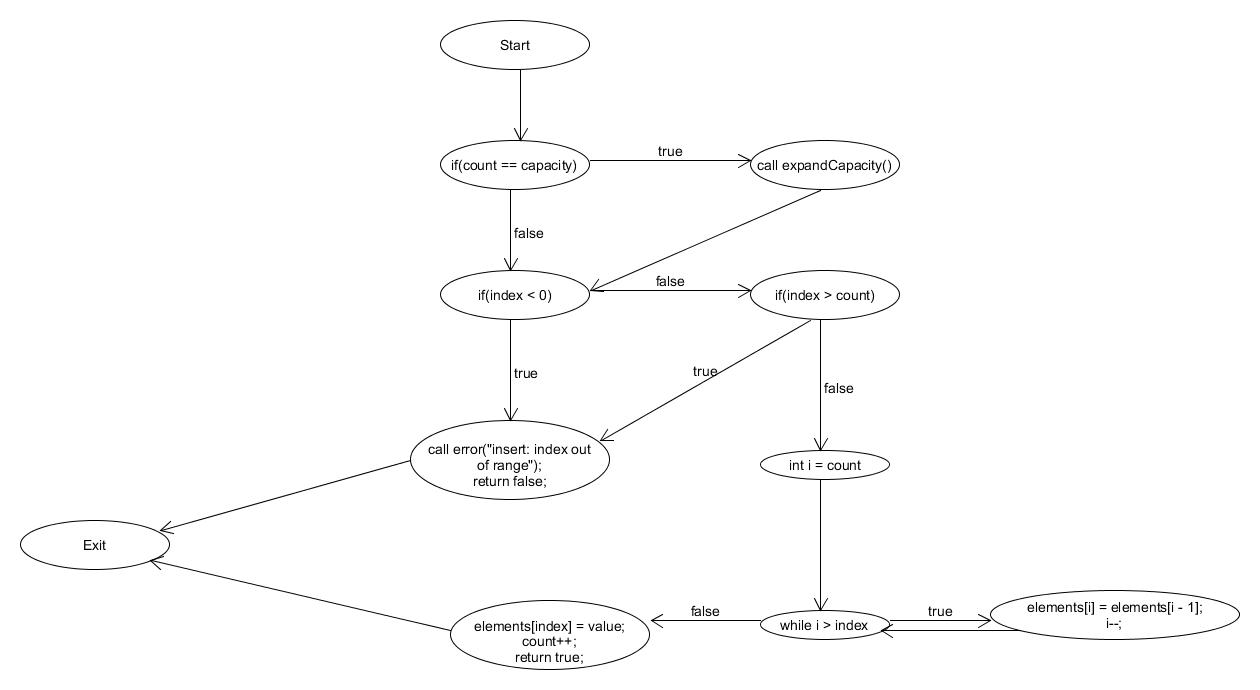 Start
if(count == capacity)
true
call expandCapacity()
false
if(index < 0)
false
if(index > count)
true
true
false
call error("insert: index out
of range");
return false;
int i = count
Exit
elements[index] = value;
count++;
return true;
false
while i > index
true
elements[i] = elements[i - 1];
i--;